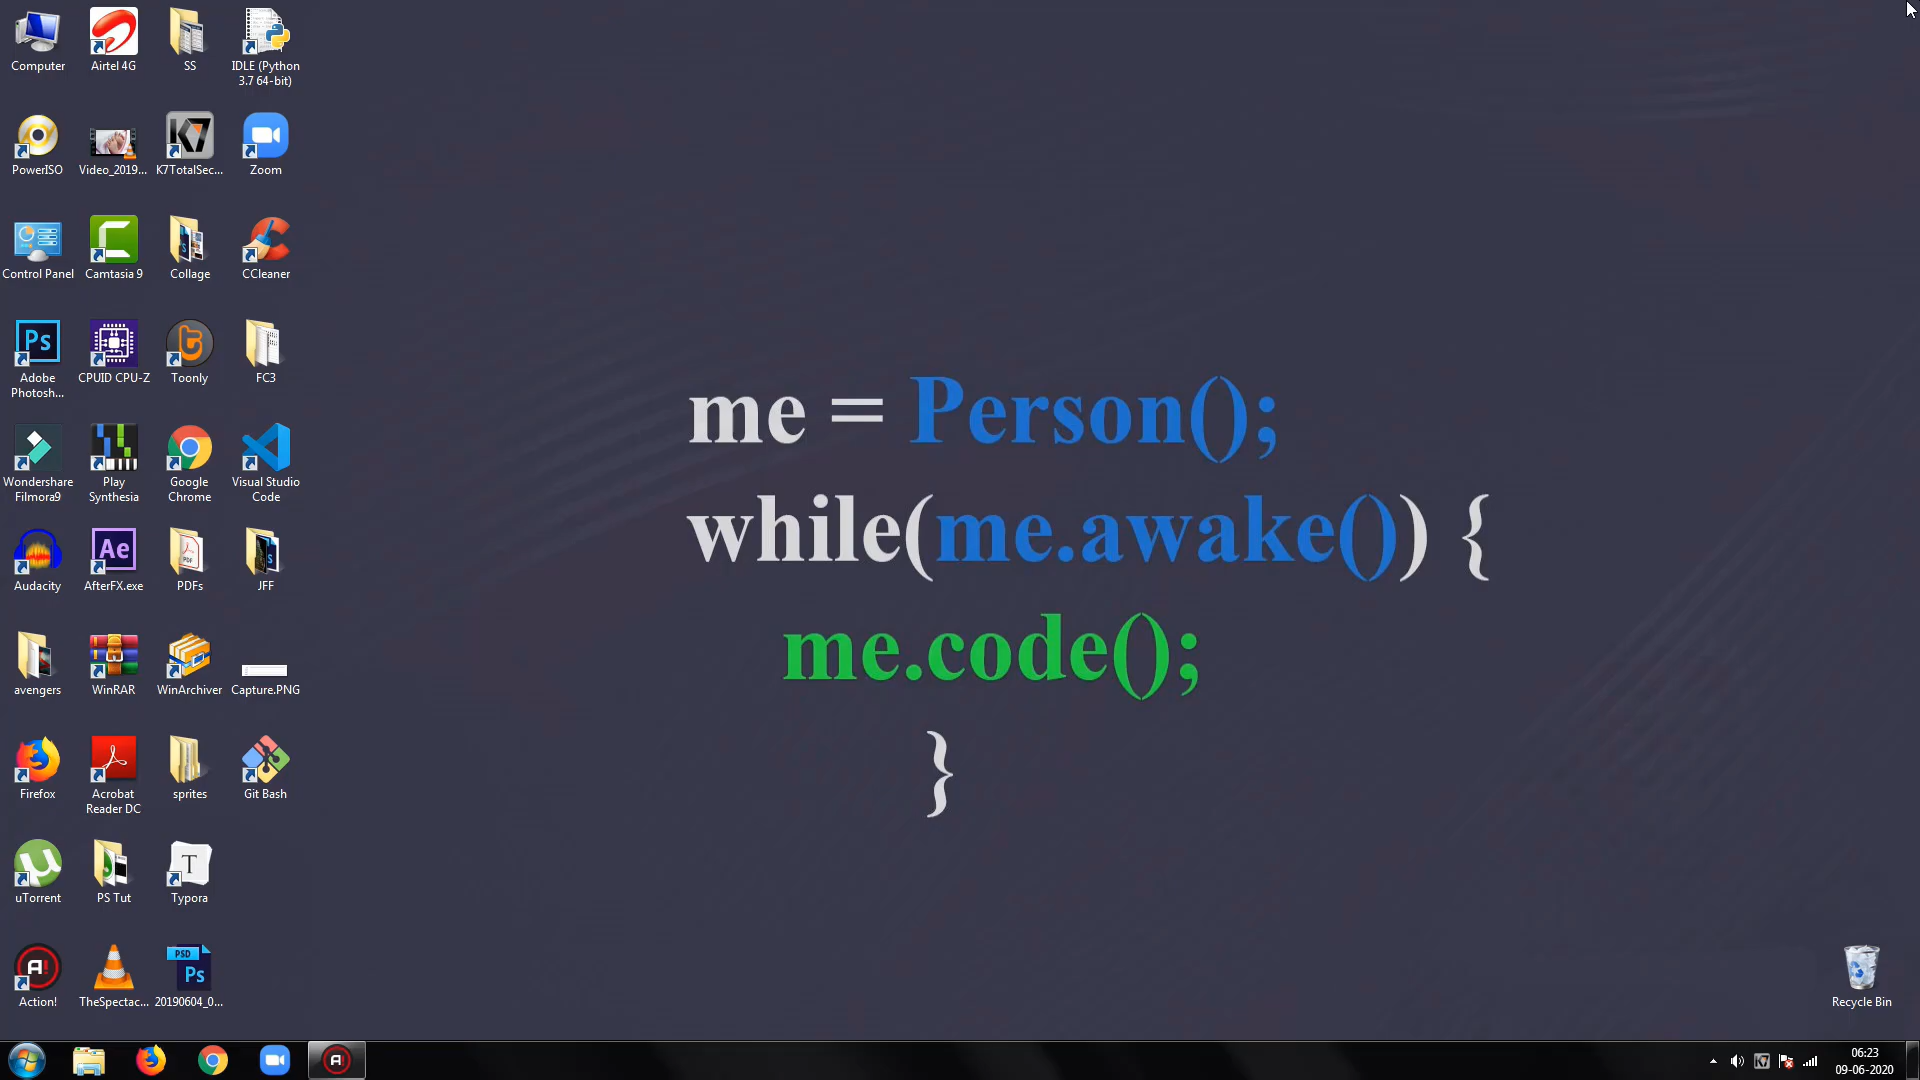 Computer
Airtel 4G
SS
IDLE (Python
3.7 64-bit)
PowerISO
Video_2019...
K7TotalSec...
Zoom
Control Panel
Camtasia 9
Collage
CCleaner
Adobe
Photosh...
CPUID CPU-Z
Toonly
FC3
Wondershare
Filmora9
Play
Synthesia
Google
Chrome
Visual Studio
Code
Audacity
AfterFX.exe
PDFs
JFF
avengers
WinRAR
WinArchiver
Capture.PNG
Firefox
Acrobat
Reader DC
sprites
Git Bash
uTorrent
PS Tut
Typora
Action!
TheSpectac...
20190604_0...
me = Person();
while(me.awake()) {
me.code();
}
Recycle Bin
06:23
09-06-2020